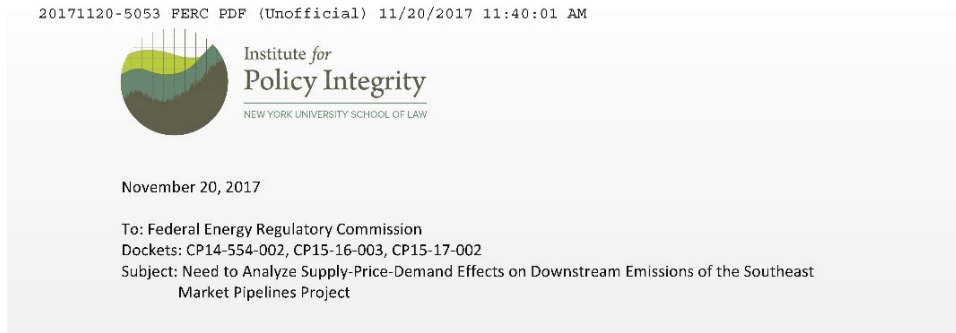 20171120-5053 FERC PDF (Unofficial) 11/20/2017 11:40:01 AM
Institute for
Policy Integrity
NEW YORK UNIVERSITY SCHOOL OF LAW
November 20, 2017
To: Federal Energy Regulatory Commission
Dockets: CP14-554-002, CP15-16-003, CP15-17-002
Subject: Need to Analyze Supply-Price-Demand Effects on Downstream Emissions of the Southeast
Market Pipelines Project